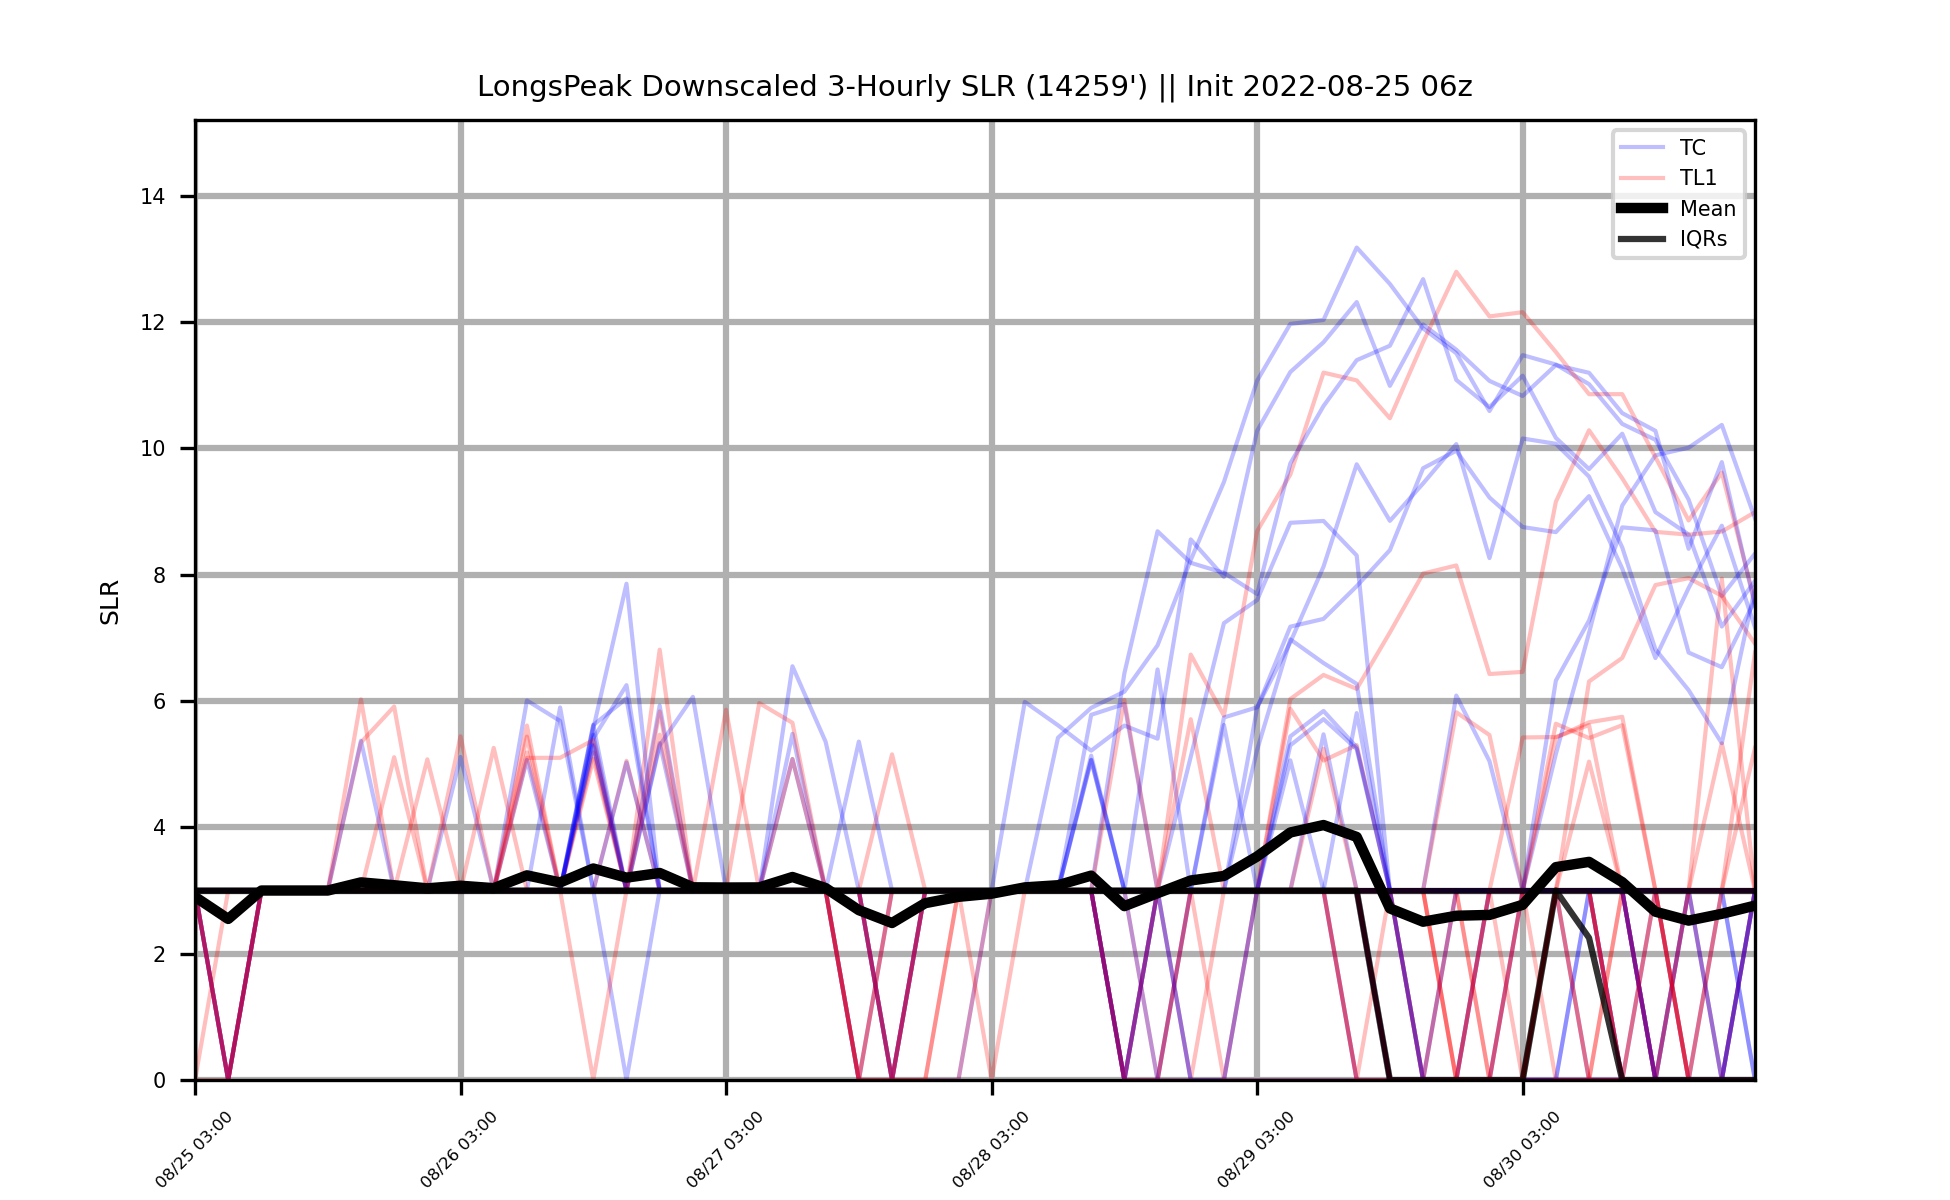 LongsPeak Downscaled 3-Hourly SLR (14259') || Init 2022-08-25 06z
TC
TL1
Mean
IQRs
SLR
14
12
10
8
6
4
2
0
08/25 03:00
08/26 03:00
08/27 03:00
08/28 03:00
08/29 03:00
08/30 03:00